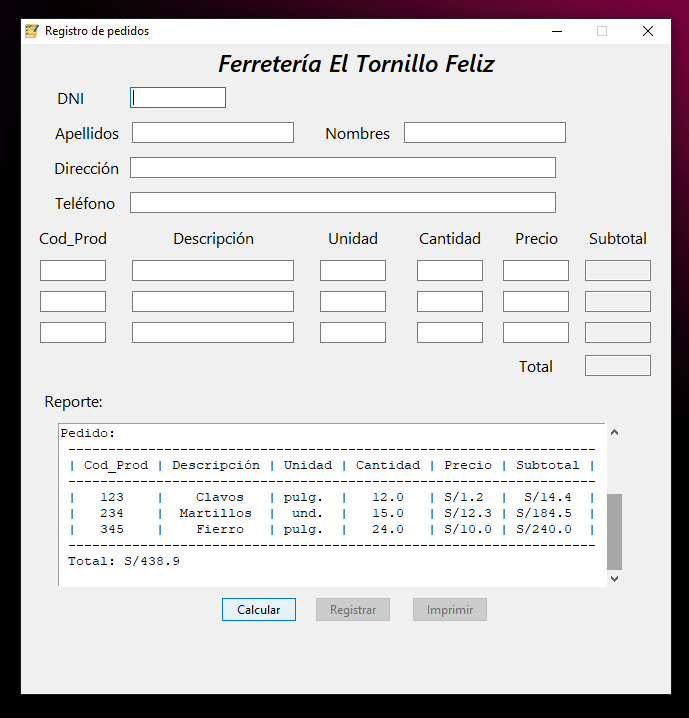 Registro de pedidos
Ferretería El Tornillo Feliz
DNI
Apellidos Nombres
Dirección
Teléfono
Cod_Prod Descripción Unidad Cantidad Precio Subtotal
Total
Reporte:
Pedido:
------------------------------------------------------------------
| Cod_Prod | Descripción | Unidad | Cantidad | Precio | Subtotal |
------------------------------------------------------------------
| 123 | Clavos | pulg. | 12.0 | S/1.2 | S/14.4 |
| 234 | Martillos | und. | 15.0 | S/12.3 | S/184.5 |
| 345 | Fierro | pulg. | 24.0 | S/10.0 | S/240.0 |
------------------------------------------------------------------
Total: S/438.9
Calcular Registrar Imprimir